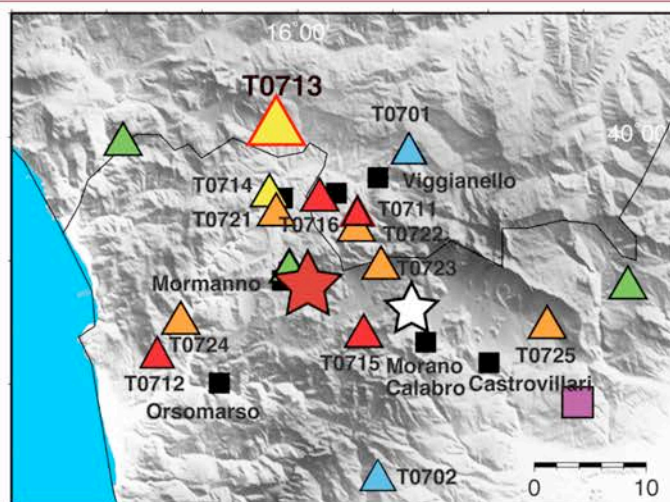 16°00'
T0713
T0701
40°00'
T0714
Viggianello
T0721
T0716
T0711
T0722
T0723
Mormanno
T0724
T0712
T0715
Morano
Calabro
T0725
Castrovillari
Orsomarso
T0702
0
10